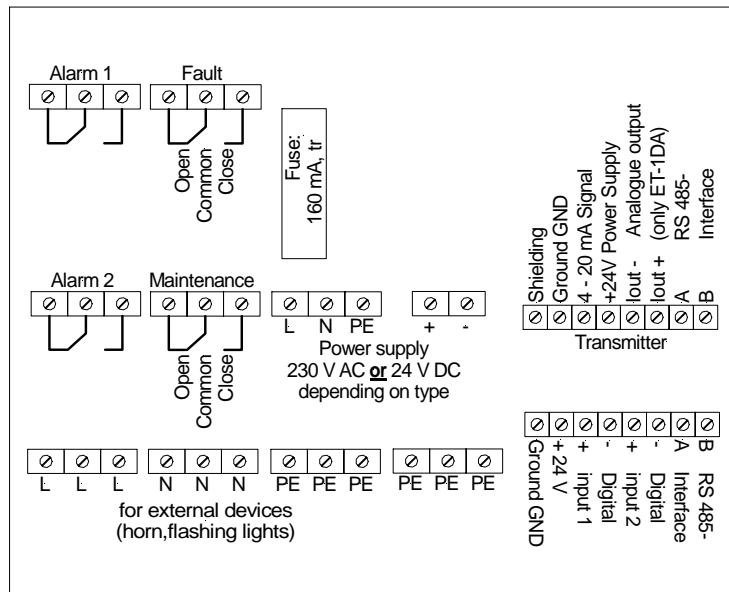 Alarm 1
Fault
Open
Common
Close
Fuse:
160 mA, tr
Alarm 2
Maintenance
Open
Common
Close
L N PE
+ -
Power supply
230 V AC or 24 V DC
depending on type
Shielding
Ground GND
4 - 20 mA Signal
+24V Power Supply
Iout - Analogue output
Iout + (only ET-1DA)
A RS 485-
B Interface
Transmitter
L L L
N N N
PE PE PE
PE PE PE
for external devices
(horn,flashing lights)
Ground GND
+ 24 V
+ input 1
- Digital
+ input 2
- Digital
A Interface
B RS 485-